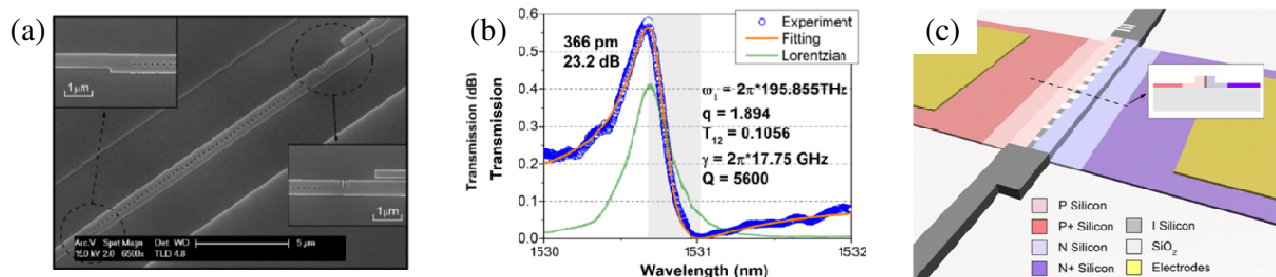 (a)
1μm
1μm
Acc.V Spot Magn Det WD
15.0 kV 2.0 6500x TLD 4.8
5 μm
(b)
Experiment
Fitting
Lorentzian
366 pm
23.2 dB
ω₁ = 2π*195.855THz
q = 1.894
T₁₂ = 0.1056
γ = 2π*17.75 GHz
Q = 5600
Transmission (dB)
Transmission
0.6
0.5
0.4
0.3
0.2
0.1
0.0
1530
1531
1532
Wavelength (nm)
(c)
P Silicon
P+ Silicon
N Silicon
N+ Silicon
I Silicon
SiO₂
Electrodes